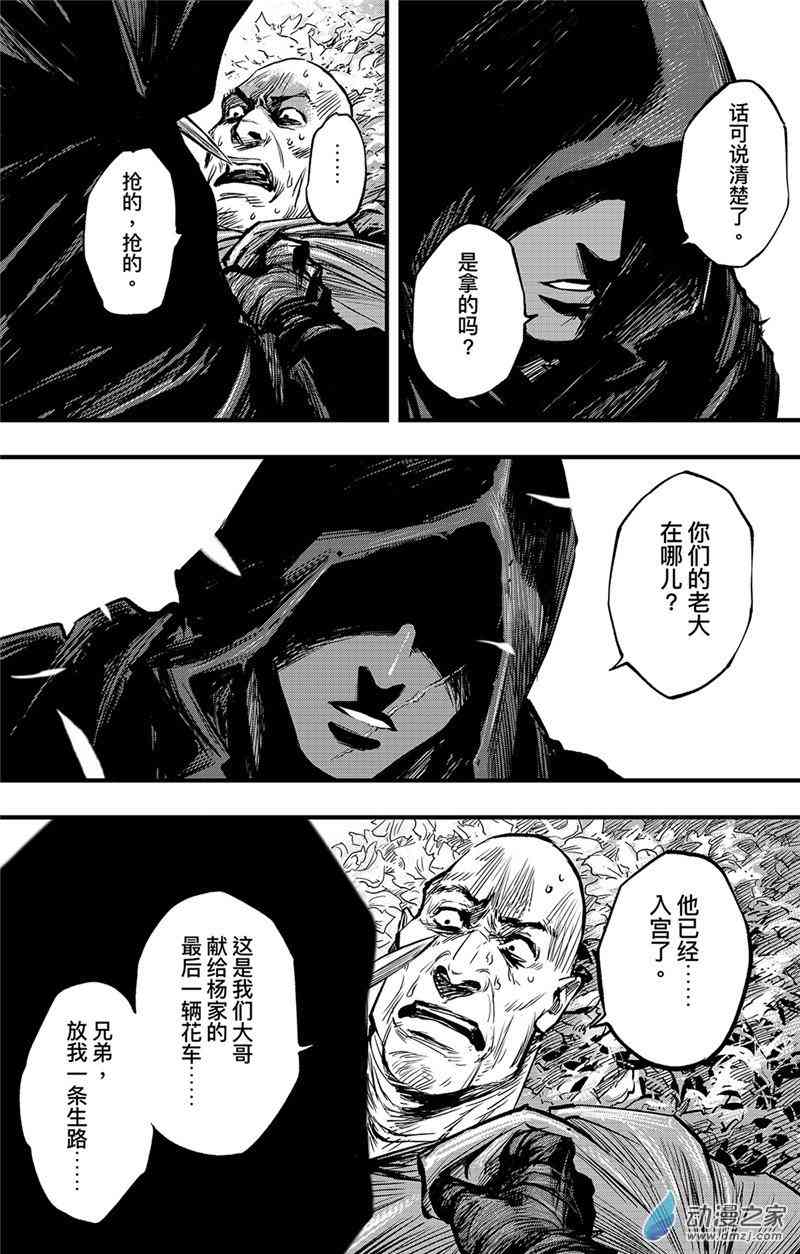 话可说清楚了。
是拿的吗？
……
抢的，抢的。
你们的老大
在哪儿？
他已经……
入宫了。
这是我们大哥
献给杨家的
最后一辆花车……
兄弟，
放我一条生路……
动漫之家
www.dmzj.com